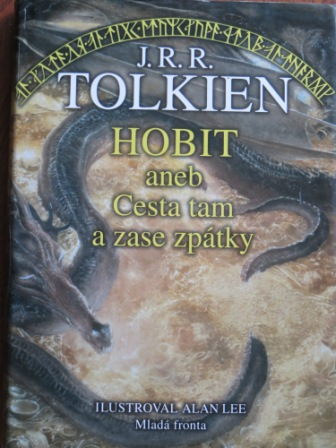 J. R. R.
TOLKIEN
HOBIT
aneb
Cesta tam
a zase zpátky
ILUSTROVAL ALAN LEE
Mladá fronta